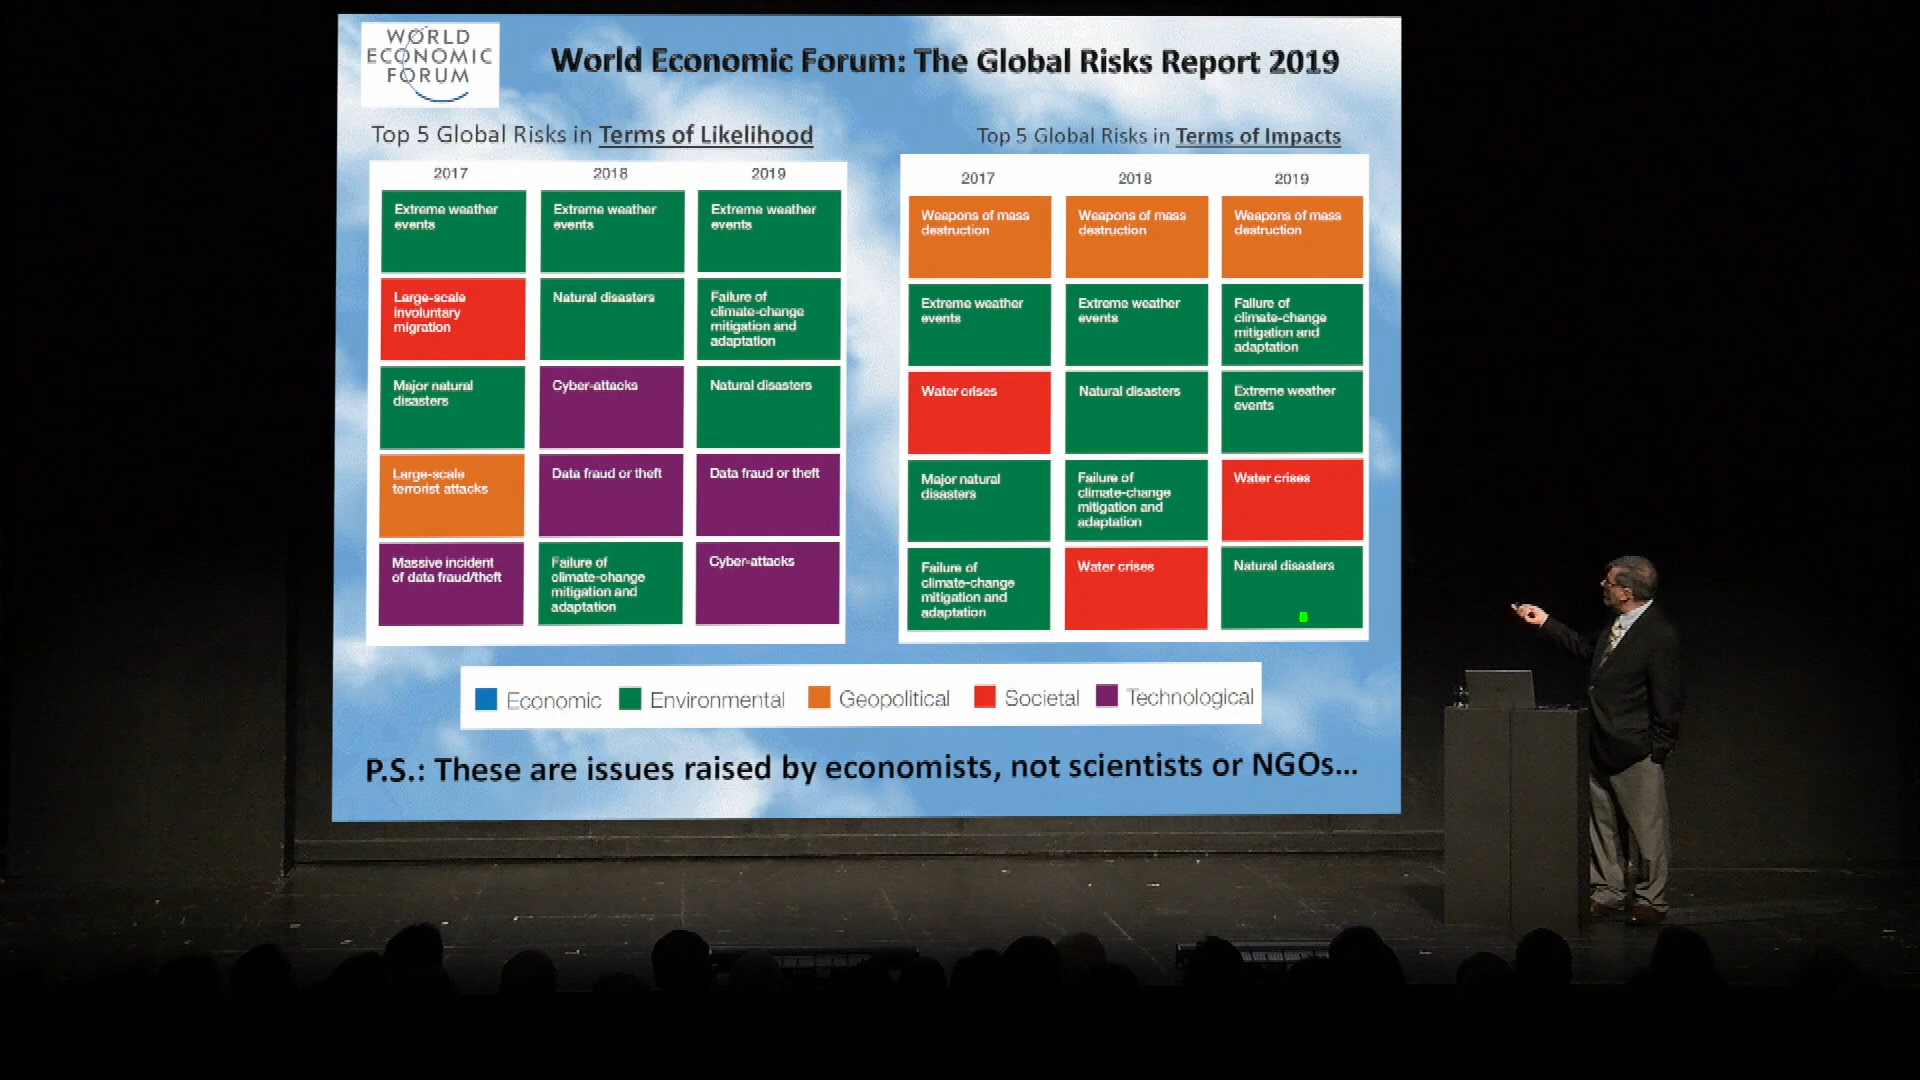 WORLD
ECONOMIC
FORUM
World Economic Forum: The Global Risks Report 2019
Top 5 Global Risks in Terms of Likelihood
2017 2018 2019
Extreme weather
events
Extreme weather
events
Extreme weather
events
Large-scale
involuntary
migration
Natural disasters
Failure of
climate-change
mitigation and
adaptation
Major natural
disasters
Cyber-attacks
Natural disasters
Large-scale
terrorist attacks
Data fraud or theft
Data fraud or theft
Massive incident
of data fraud/theft
Failure of
climate-change
mitigation and
adaptation
Cyber-attacks
Top 5 Global Risks in Terms of Impacts
2017 2018 2019
Weapons of mass
destruction
Weapons of mass
destruction
Weapons of mass
destruction
Extreme weather
events
Extreme weather
events
Failure of
climate-change
mitigation and
adaptation
Water crises
Natural disasters
Extreme weather
events
Major natural
disasters
Failure of
climate-change
mitigation and
adaptation
Water crises
Failure of
climate-change
mitigation and
adaptation
Water crises
Natural disasters
Economic Environmental Geopolitical Societal Technological
P.S.: These are issues raised by economists, not scientists or NGOs...